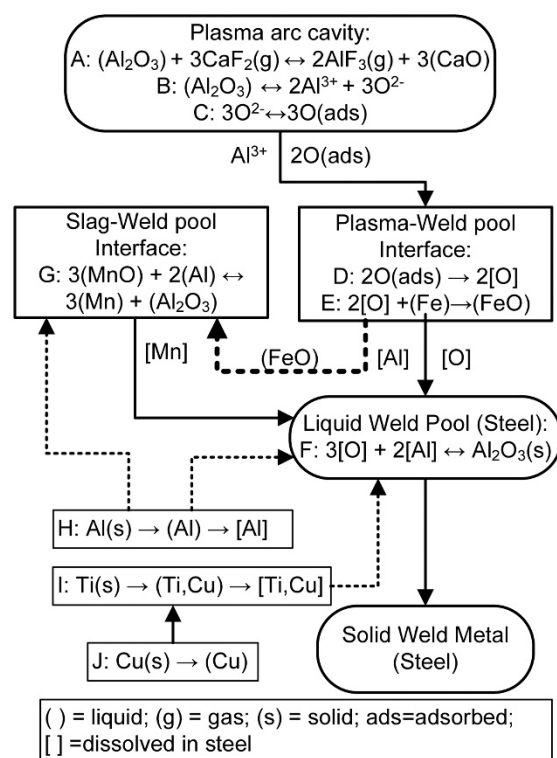 Plasma arc cavity
A: (Al₂O₃) + 3CaF₂(g) ↔ 2AlF₃(g) + 3(CaO)
B: (Al₂O₃) ↔ 2Al³⁺ + 3O²⁻
C: 3O²⁻↔3O(ads)
Al³⁺ 2O(ads)
Slag-Weld pool
Interface:
G: 3(MnO) + 2(Al) ↔
3(Mn) + (Al₂O₃)
Plasma-Weld pool
Interface:
D: 2O(ads) → 2[O]
E: 2[O] +(Fe)→(FeO)
[Mn]
(FeO)
[Al]
[O]
Liquid Weld Pool (Steel):
F: 3[O] + 2[Al] ↔ Al₂O₃(s)
H: Al(s) → (Al) → [Al]
I: Ti(s) → (Ti,Cu) → [Ti,Cu]
J: Cu(s) → (Cu)
Solid Weld Metal
(Steel)
( ) = liquid; (g) = gas; (s) = solid; ads=adsorbed;
[ ] =dissolved in steel